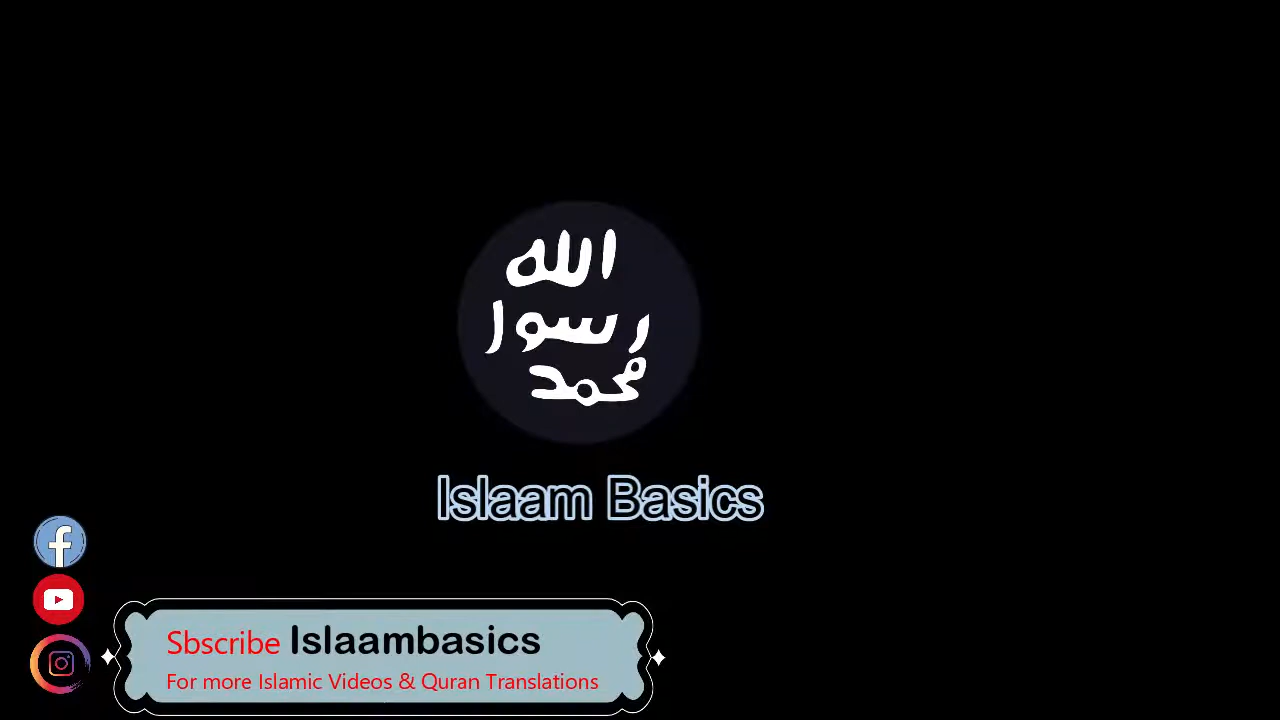 الله
رسول
محمد
Islaam Basics
Sbscribe Islaambasics
For more Islamic Videos & Quran Translations